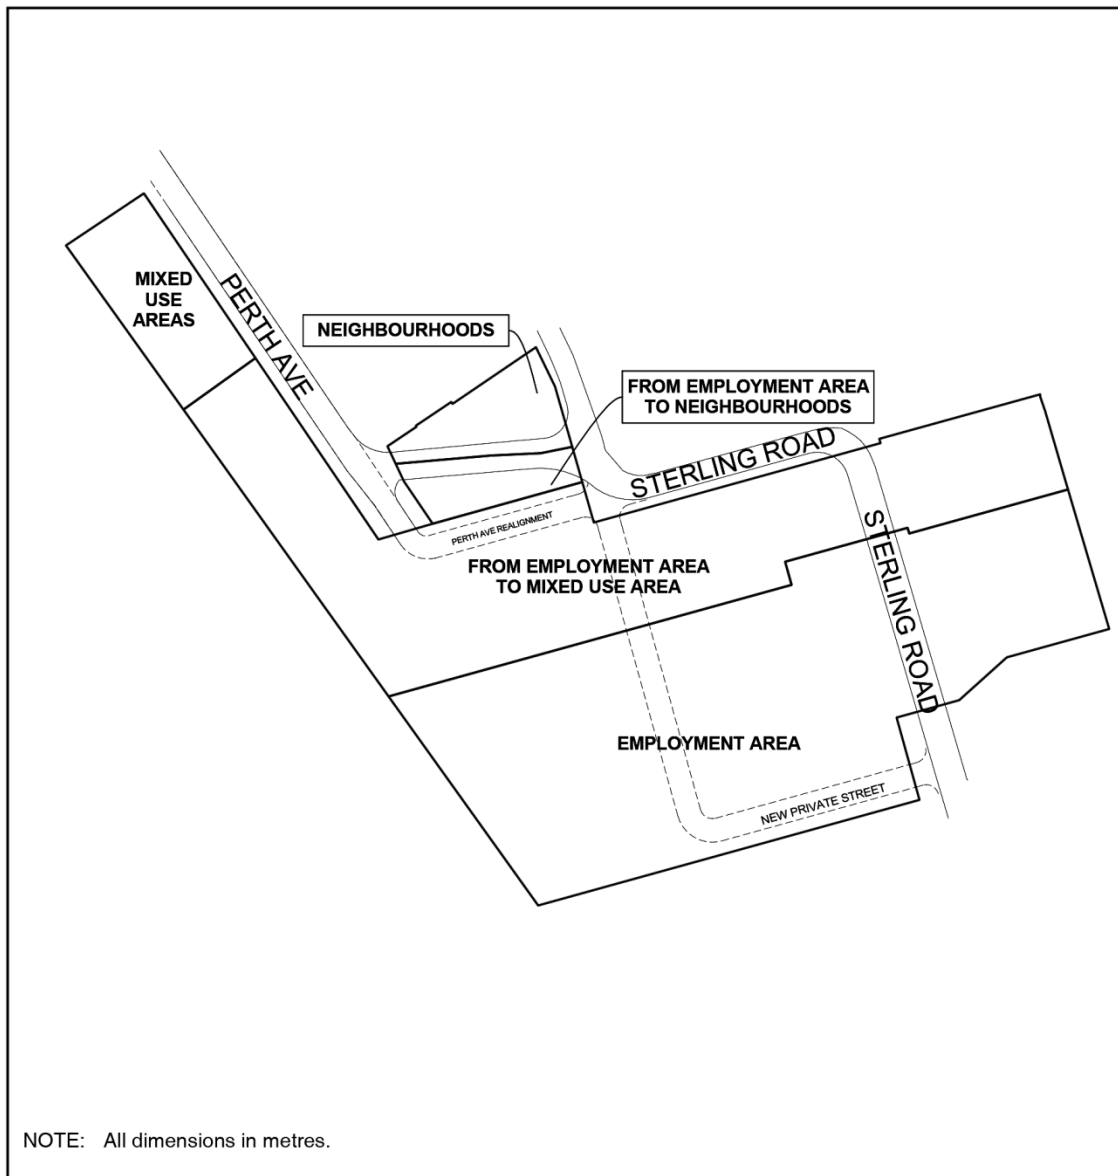 MIXED
USE
AREAS
PERTH AVE
NEIGHBOURHOODS
FROM EMPLOYMENT AREA
TO NEIGHBOURHOODS
STERLING ROAD
PERTH AVE REALIGNMENT
STERLING ROAD
FROM EMPLOYMENT AREA
TO MIXED USE AREA
EMPLOYMENT AREA
NEW PRIVATE STREET
NOTE: All dimensions in metres.